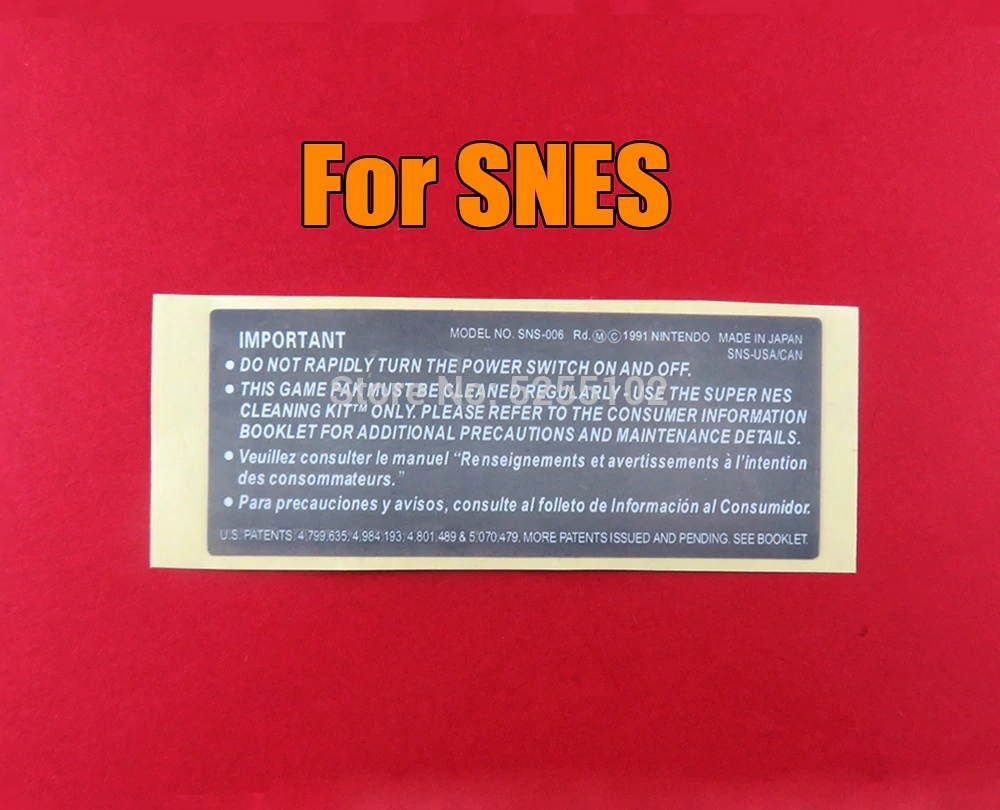 For SNES
IMPORTANT
MODEL NO. SNS-006 Rd. Ⓜ © 1991 NINTENDO MADE IN JAPAN
SNS-USA/CAN
• DO NOT RAPIDLY TURN THE POWER SWITCH ON AND OFF.
• THIS GAME PAK MUST BE CLEANED REGULARLY. USE THE SUPER NES
CLEANING KIT™ ONLY. PLEASE REFER TO THE CONSUMER INFORMATION
BOOKLET FOR ADDITIONAL PRECAUTIONS AND MAINTENANCE DETAILS.
Store No. 5255102
• Veuillez consulter le manuel “Renseignements et avertissements à l'intention
des consommateurs.”
• Para precauciones y avisos, consulte al folleto de Información al Consumidor.
U.S. PATENTS, 4,799,635, 4,984,193, 4,801,489 & 5,070,479. MORE PATENTS ISSUED AND PENDING. SEE BOOKLET.